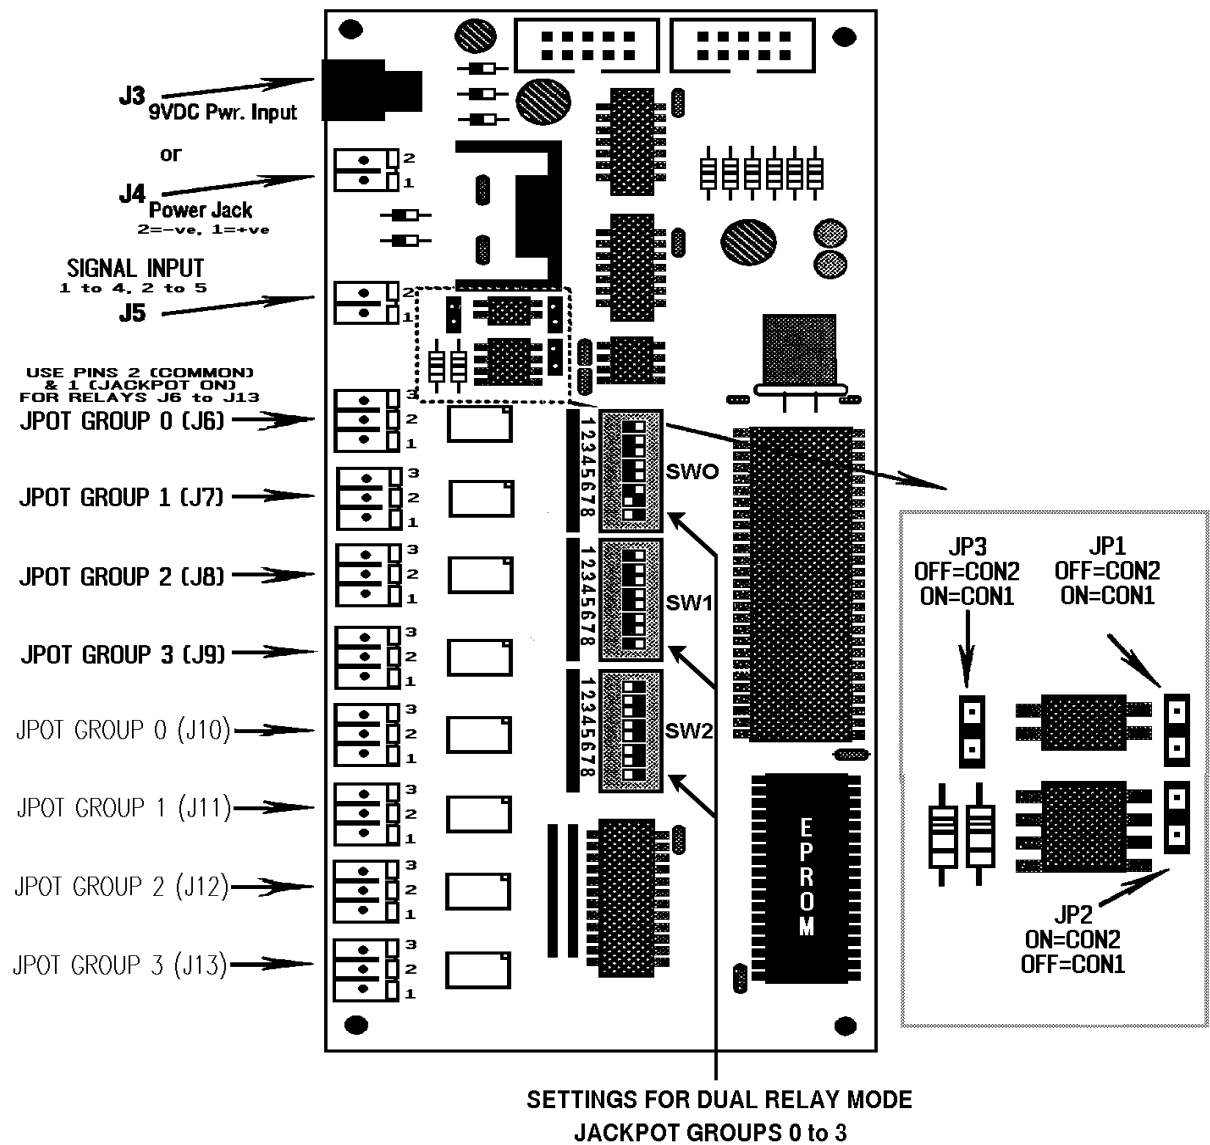 J3
9VDC Pwr. Input
or
J4
Power Jack
2=-ve, 1=+ve
SIGNAL INPUT
1 to 4, 2 to 5
J5
USE PINS 2 (COMMON)
& 1 (JACKPOT ON)
FOR RELAYS J6 to J13
JPOT GROUP 0 (J6)
JPOT GROUP 1 (J7)
JPOT GROUP 2 (J8)
JPOT GROUP 3 (J9)
JPOT GROUP 0 (J10)
JPOT GROUP 1 (J11)
JPOT GROUP 2 (J12)
JPOT GROUP 3 (J13)
2
1
2
1
3
2
1
3
2
1
3
2
1
3
2
1
3
2
1
3
2
1
3
2
1
3
2
1
12345678
SW0
12345678
SW1
12345678
SW2
EPROM
JP3
OFF=CON2
ON=CON1
JP1
OFF=CON2
ON=CON1
JP2
ON=CON2
OFF=CON1
SETTINGS FOR DUAL RELAY MODE
JACKPOT GROUPS 0 to 3